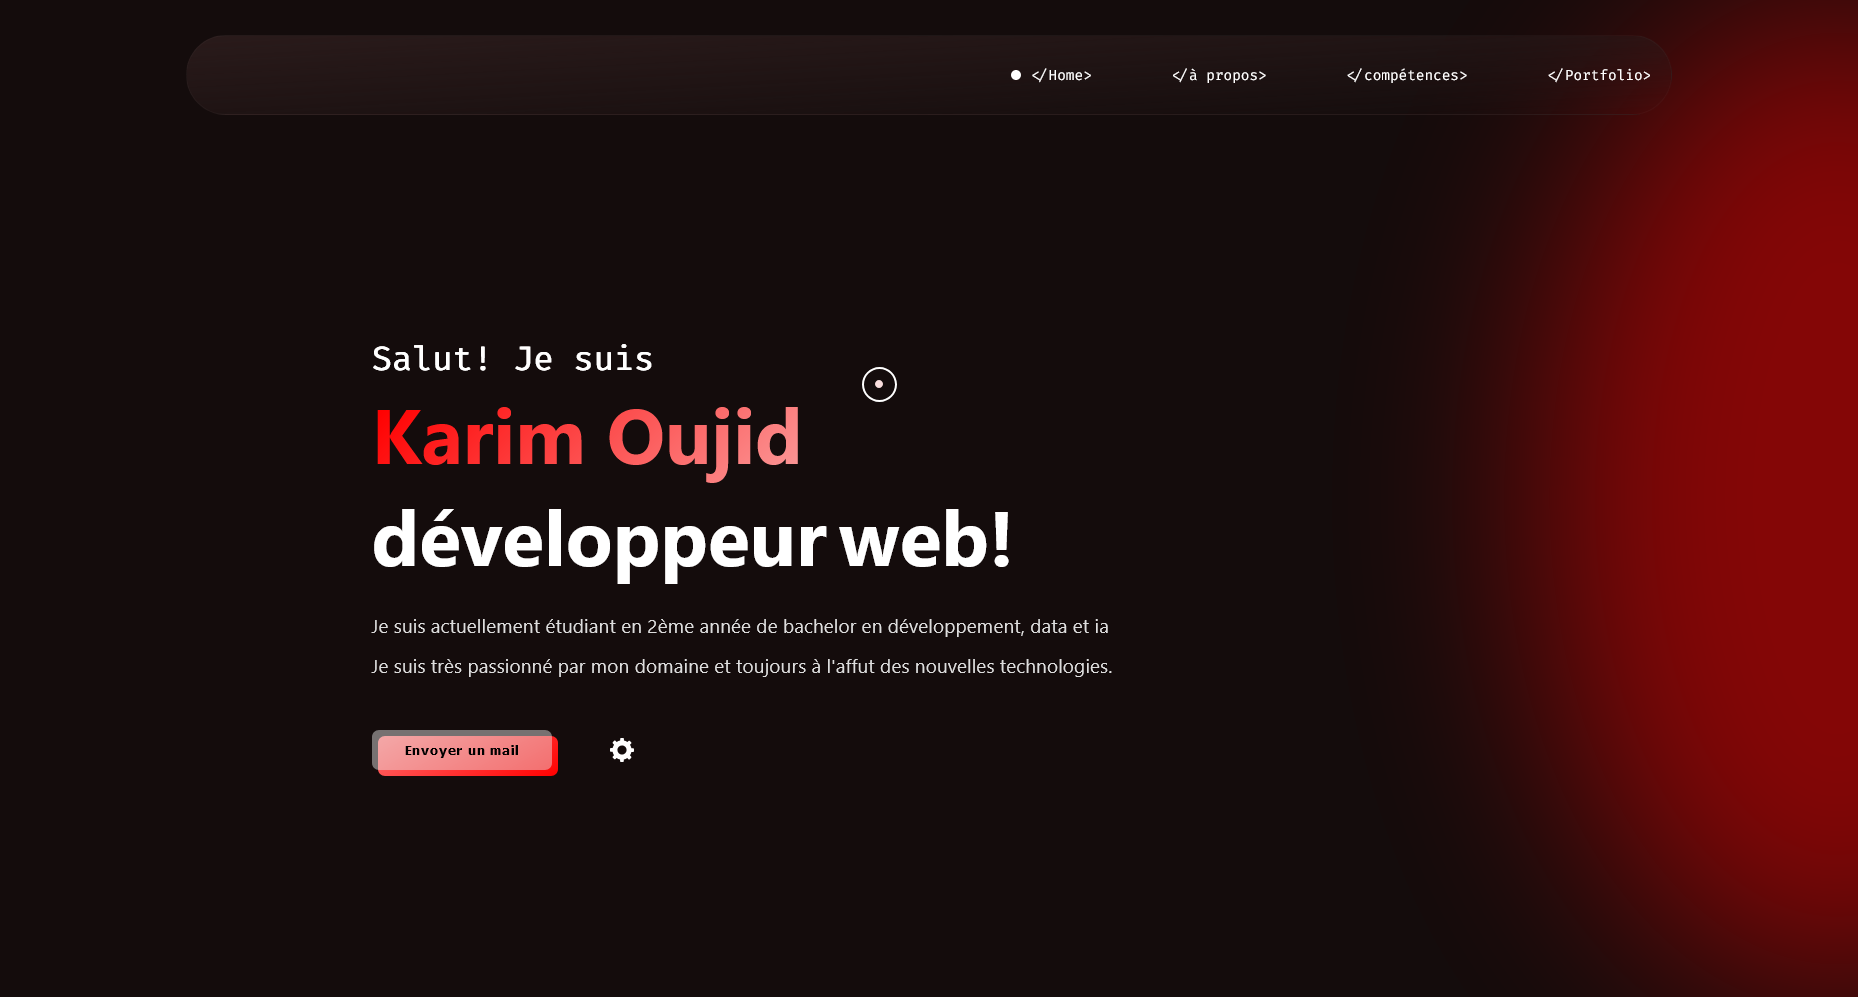 </Home> </à propos> </compétences> </Portfolio>
Salut! Je suis
Karim Oujid
développeur web!
Je suis actuellement étudiant en 2ème année de bachelor en développement, data et ia
Je suis très passionné par mon domaine et toujours à l'affut des nouvelles technologies.
Envoyer un mail